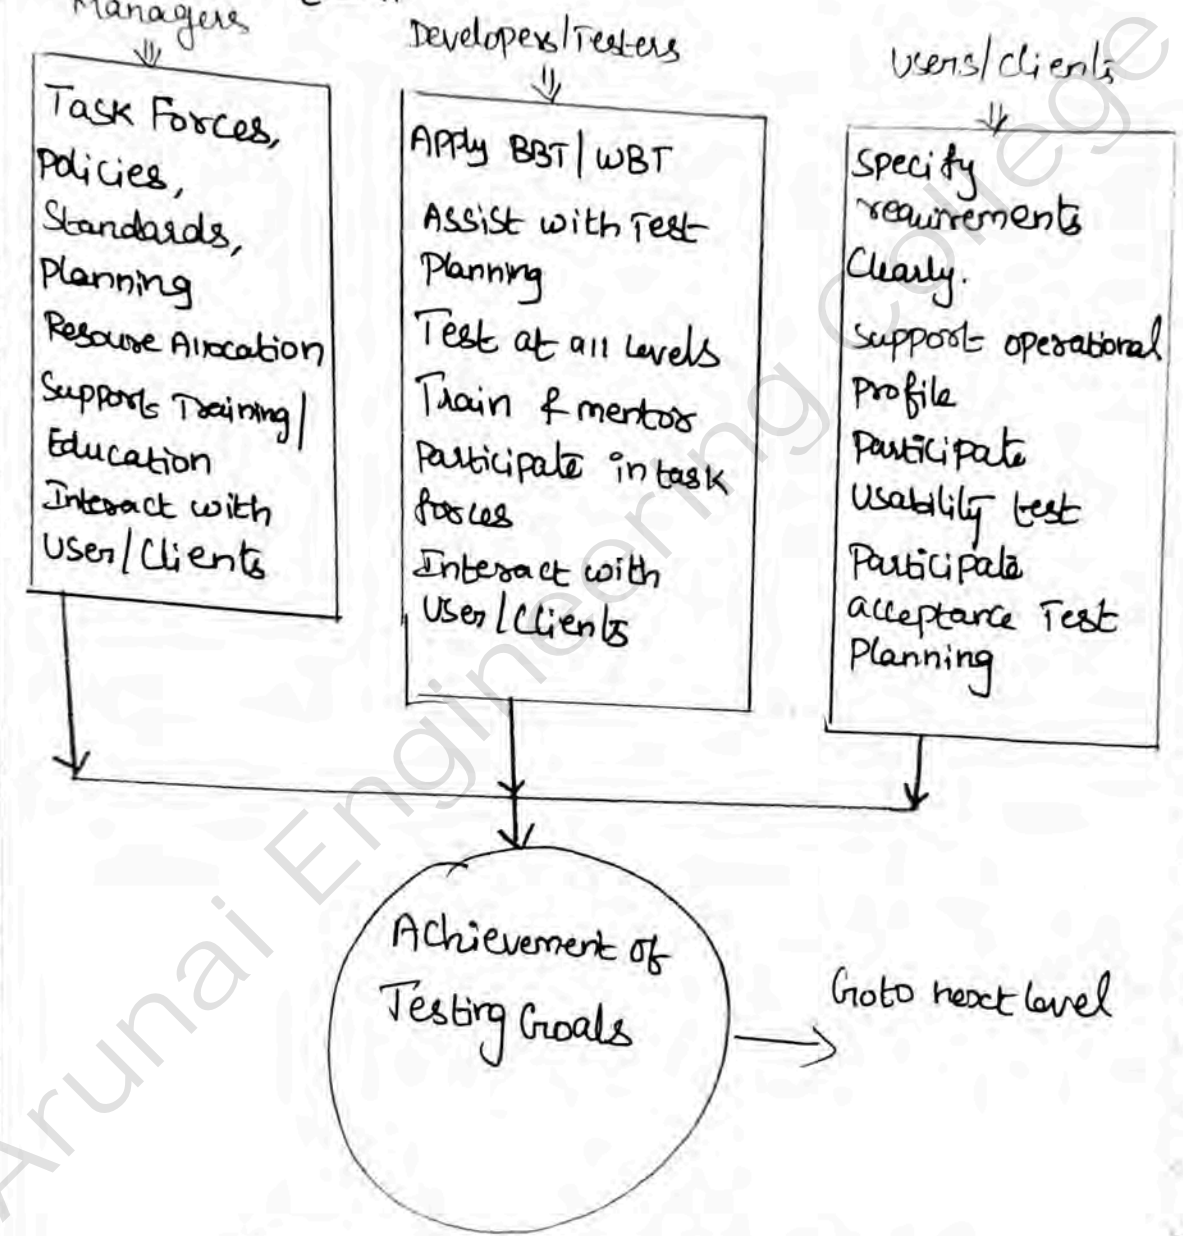 Managers
Task Forces,
Policies,
Standards,
Planning
Resoure Allocation
Supports Training/
Education
Interact with
User/Clients
Developers/Testers
Apply BBT/WBT
Assist with Test
Planning
Test at all Levels
Train & mentor
Participate in task
forces
Interact with
User/Clients
Users/clients
Specify
requirements
Clearly.
Support operational
Profile
Participate
Usability test
Participate
acceptance Test
Planning
Achievement of
Testing Goals
Goto next level
Arunai Engineering College